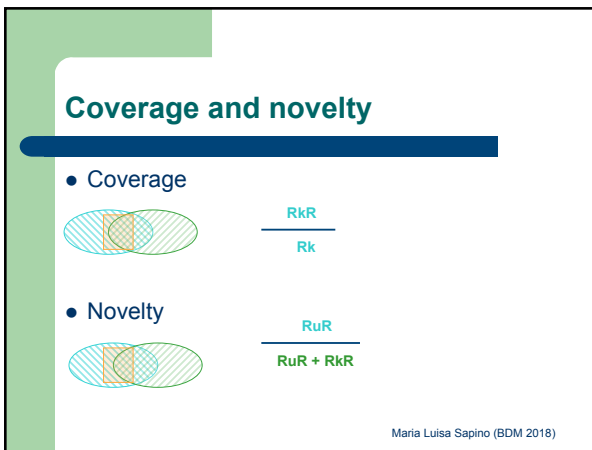 Coverage and novelty
● Coverage
RkR
Rk
● Novelty
RuR
RuR + RkR
Maria Luisa Sapino (BDM 2018)